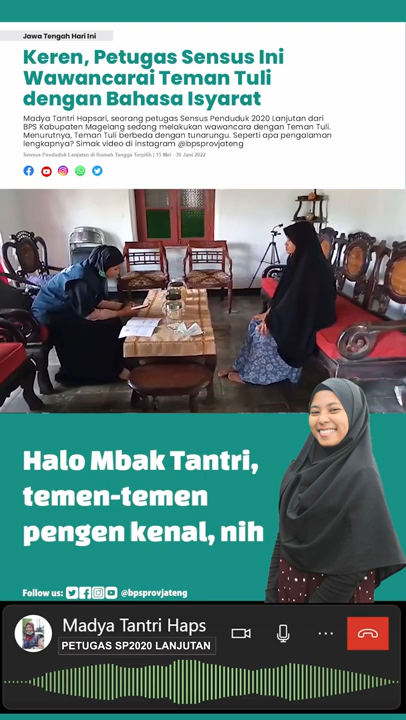 Jawa Tengah Hari Ini
Keren, Petugas Sensus Ini
Wawancarai Teman Tuli
dengan Bahasa Isyarat
Madya Tantri Hapsari, seorang petugas Sensus Penduduk 2020 Lanjutan dari
BPS Kabupaten Magelang sedang melakukan wawancara dengan Teman Tuli.
Menurutnya, Teman Tuli berbeda dengan tunarungu. Seperti apa pengalaman
lengkapnya? Simak video di instagram @bpsprovjateng
Sensus Penduduk Lanjutan di Rumah Tangga Terpilih | 15 Mei - 30 Juni 2022
Halo Mbak Tantri,
temen-temen
pengen kenal, nih
Follow us: @bpsprovjateng
Madya Tantri Haps
PETUGAS SP2020 LANJUTAN